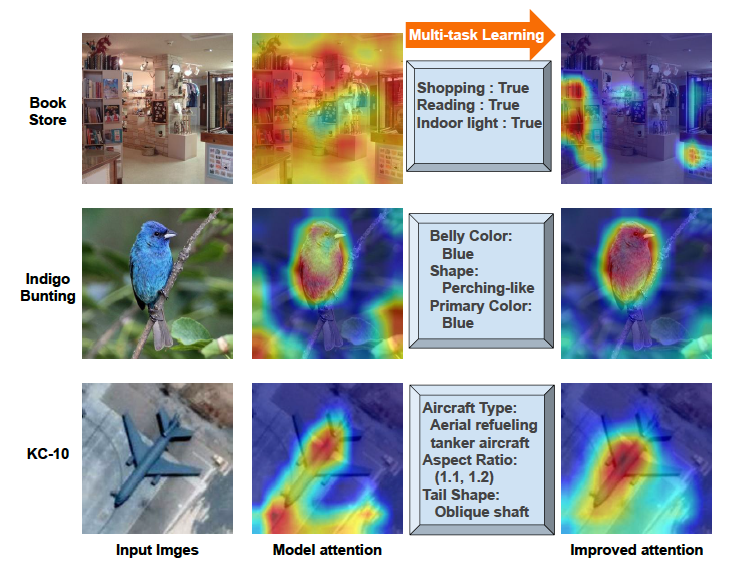 Multi-task Learning
Book
Store
Shopping : True
Reading : True
Indoor light : True
Indigo
Bunting
Belly Color:
Blue
Shape:
Perching-like
Primary Color:
Blue
KC-10
Aircraft Type:
Aerial refueling
tanker aircraft
Aspect Ratio:
(1.1, 1.2)
Tail Shape:
Oblique shaft
Input Imges
Model attention
Improved attention